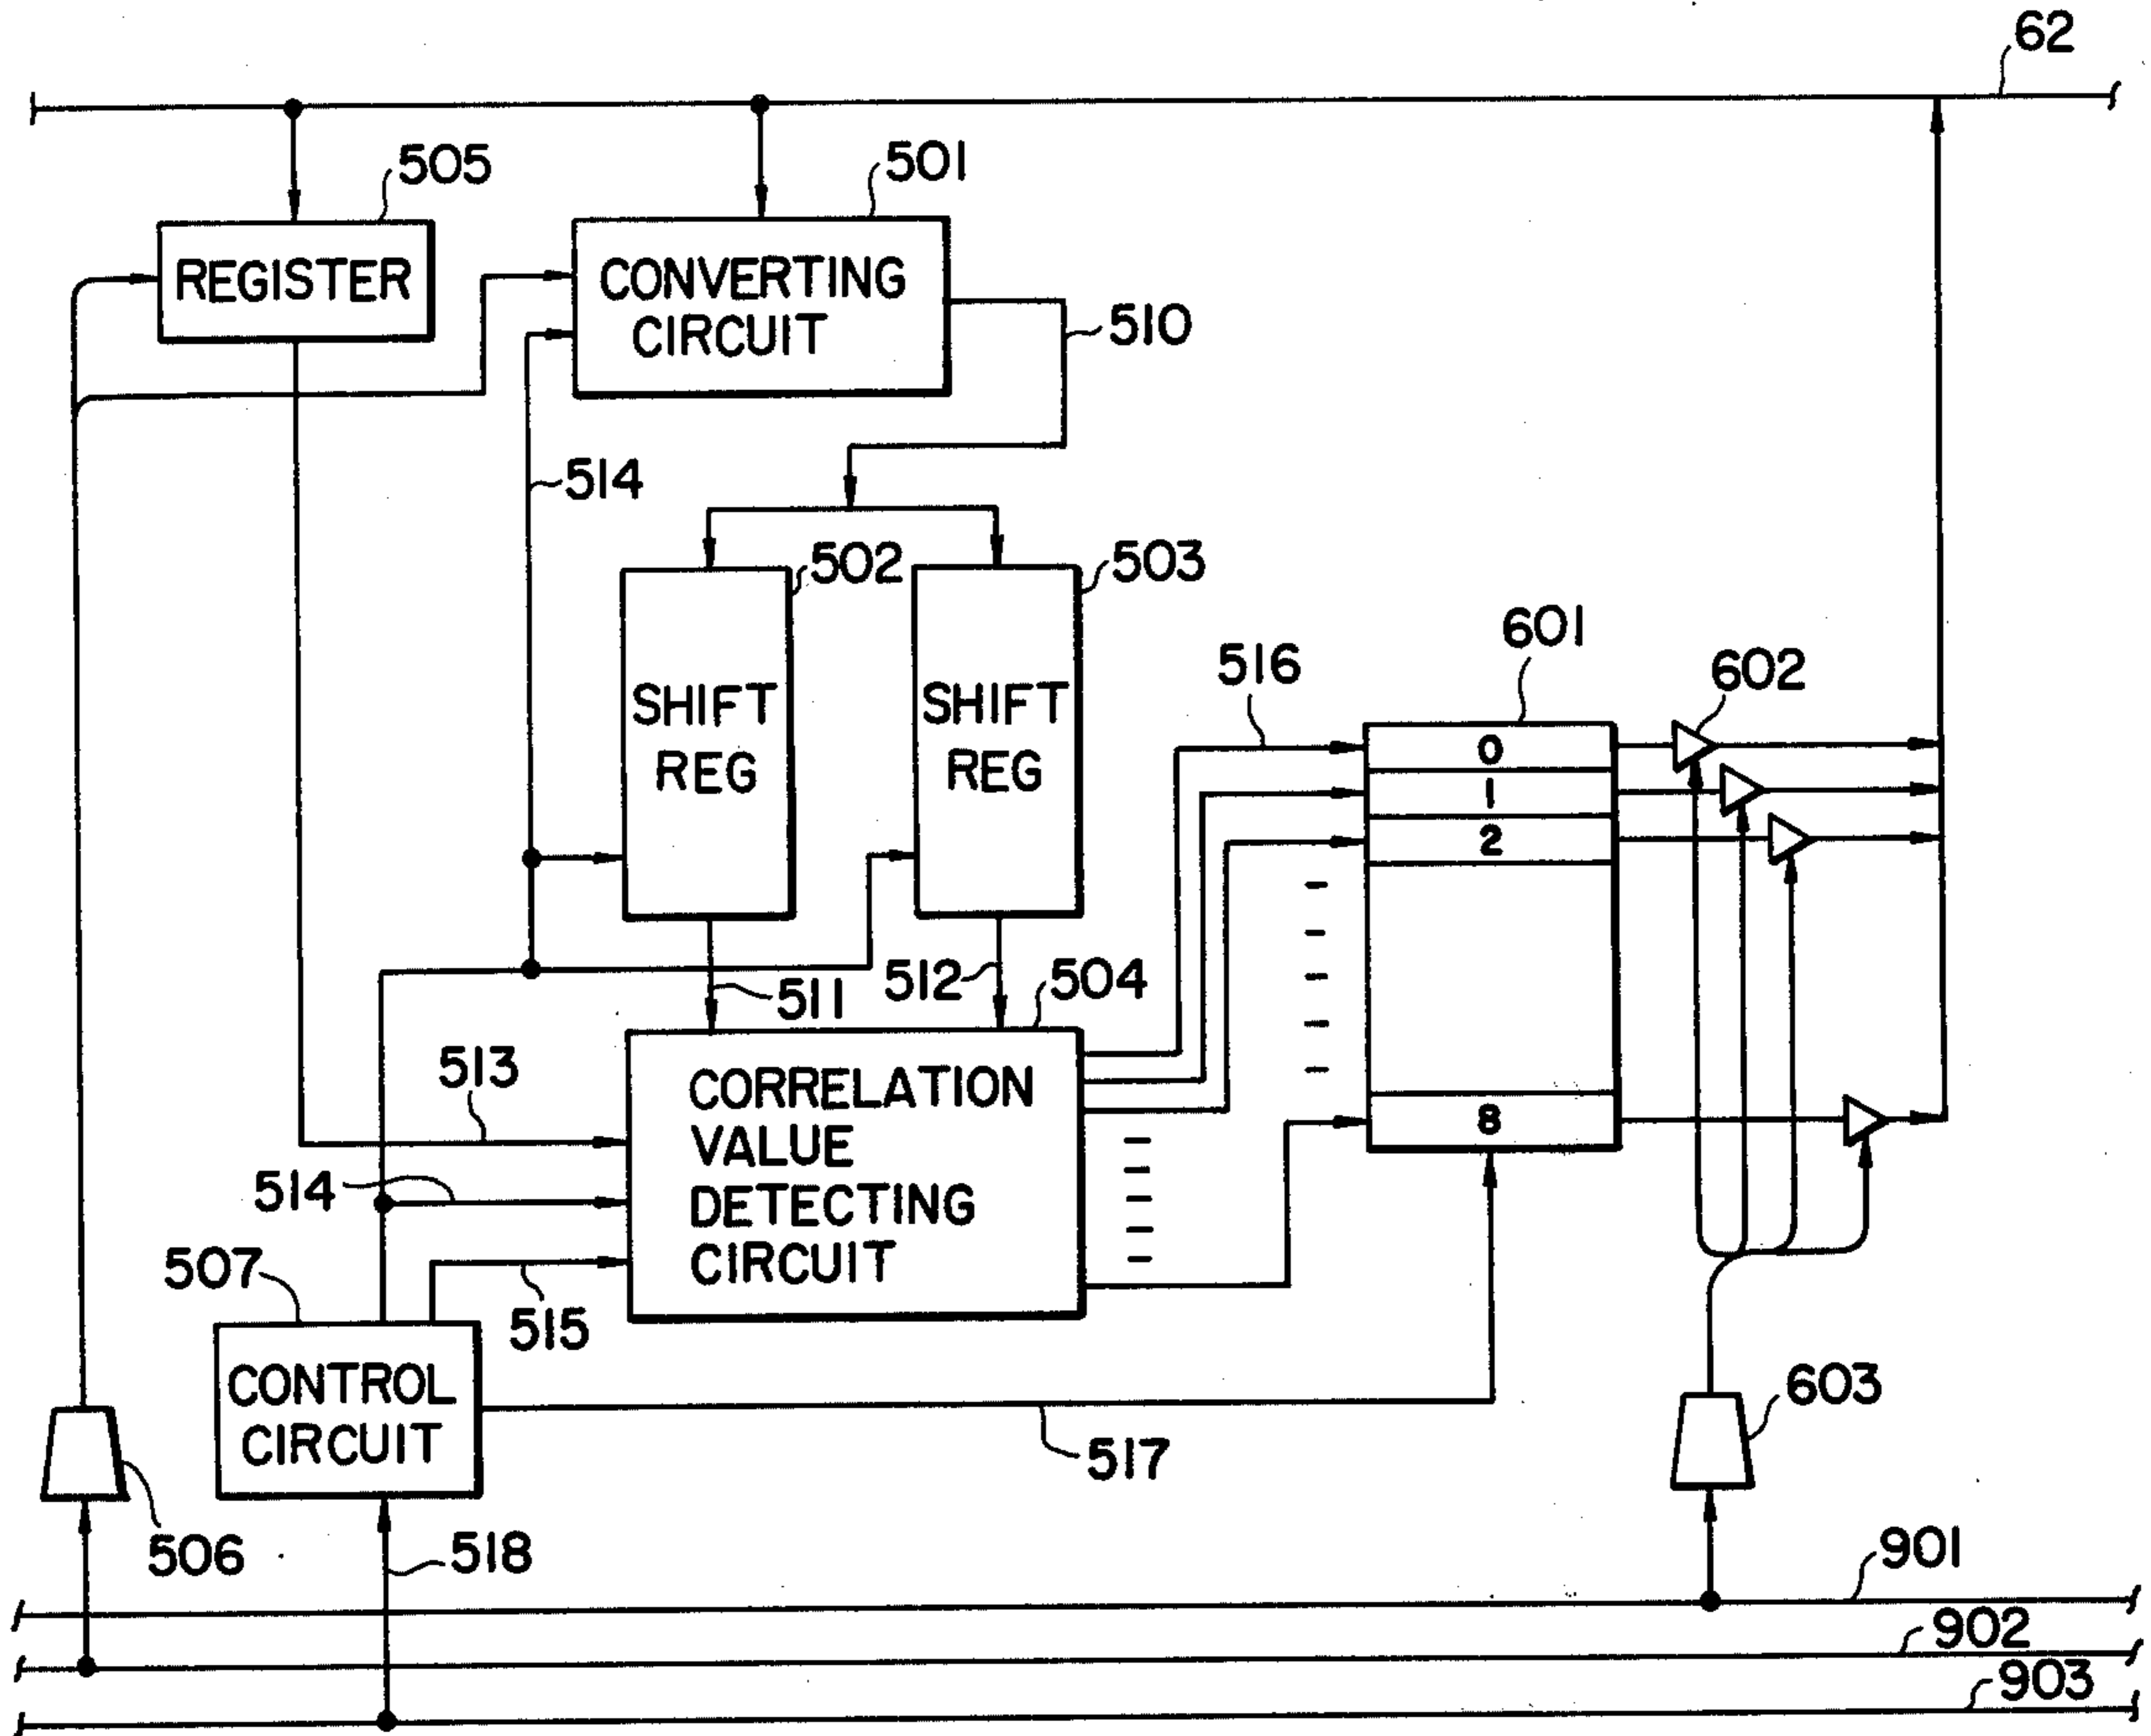 62
505
501
REGISTER
CONVERTING
CIRCUIT
510
514
502
503
SHIFT
REG
SHIFT
REG
516
601
602
0
1
2
8
511
512
504
513
514
CORRELATION
VALUE
DETECTING
CIRCUIT
507
515
CONTROL
CIRCUIT
517
603
506
518
901
902
903